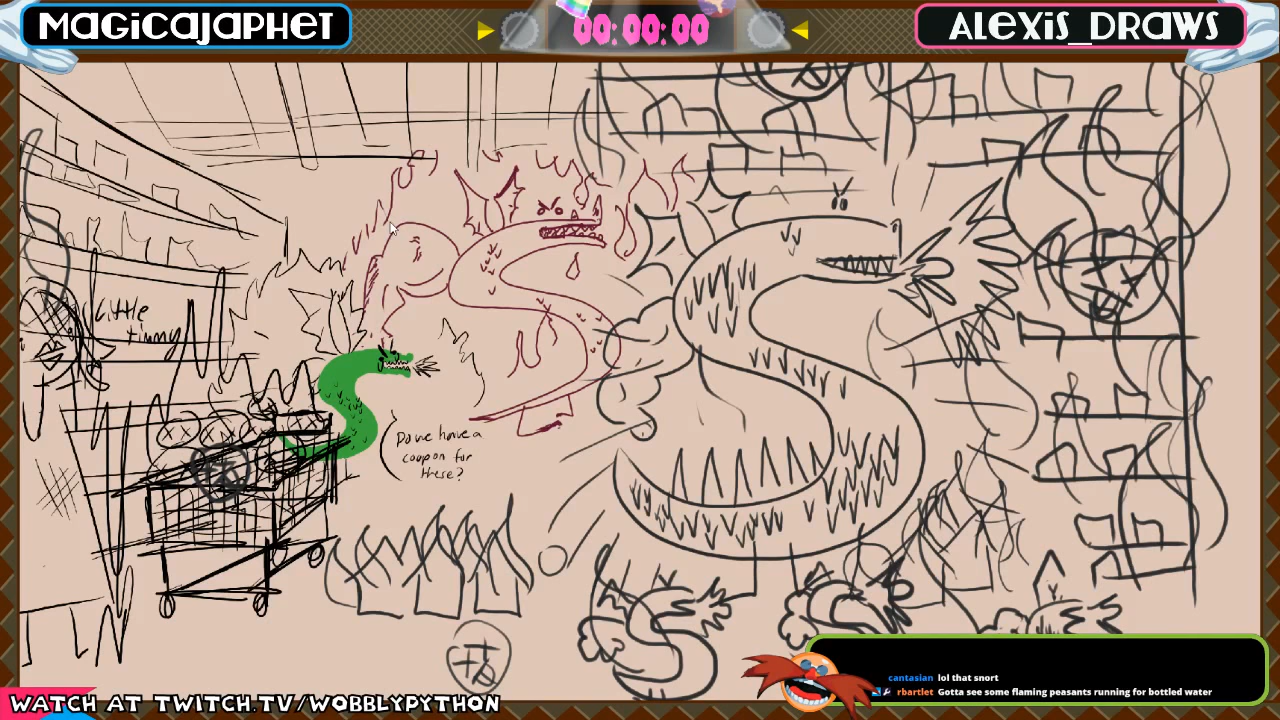 MAGICAJAPHET
00:00:00
ALEXIS_DRAWS
Little
timmy
Do we have a
coupon for
these?
cantasian lol that snort
rbartlet Gotta see some flaming peasants running for bottled water
WATCH AT TWITCH.TV/WOBBLYPYTHON